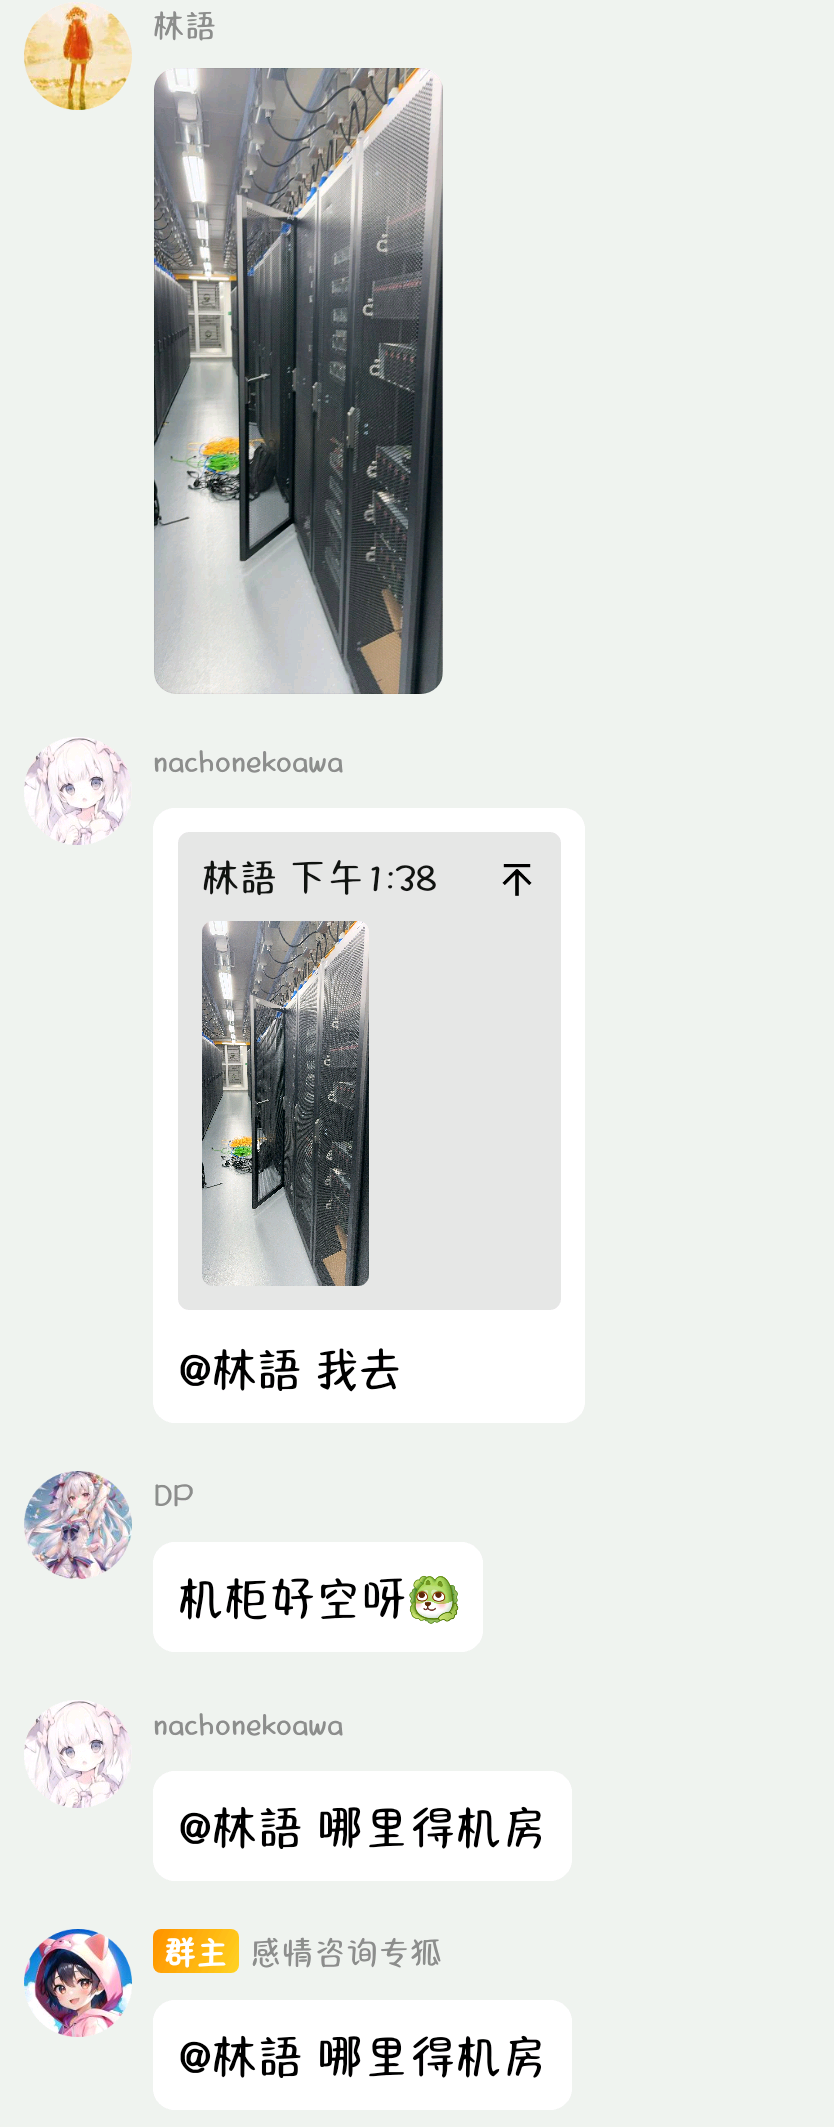 林語
nachonekoawa
林語 下午1:38
@林語 我去
DP
机柜好空呀
nachonekoawa
@林語 哪里得机房
群主 感情咨询专狐
@林語 哪里得机房